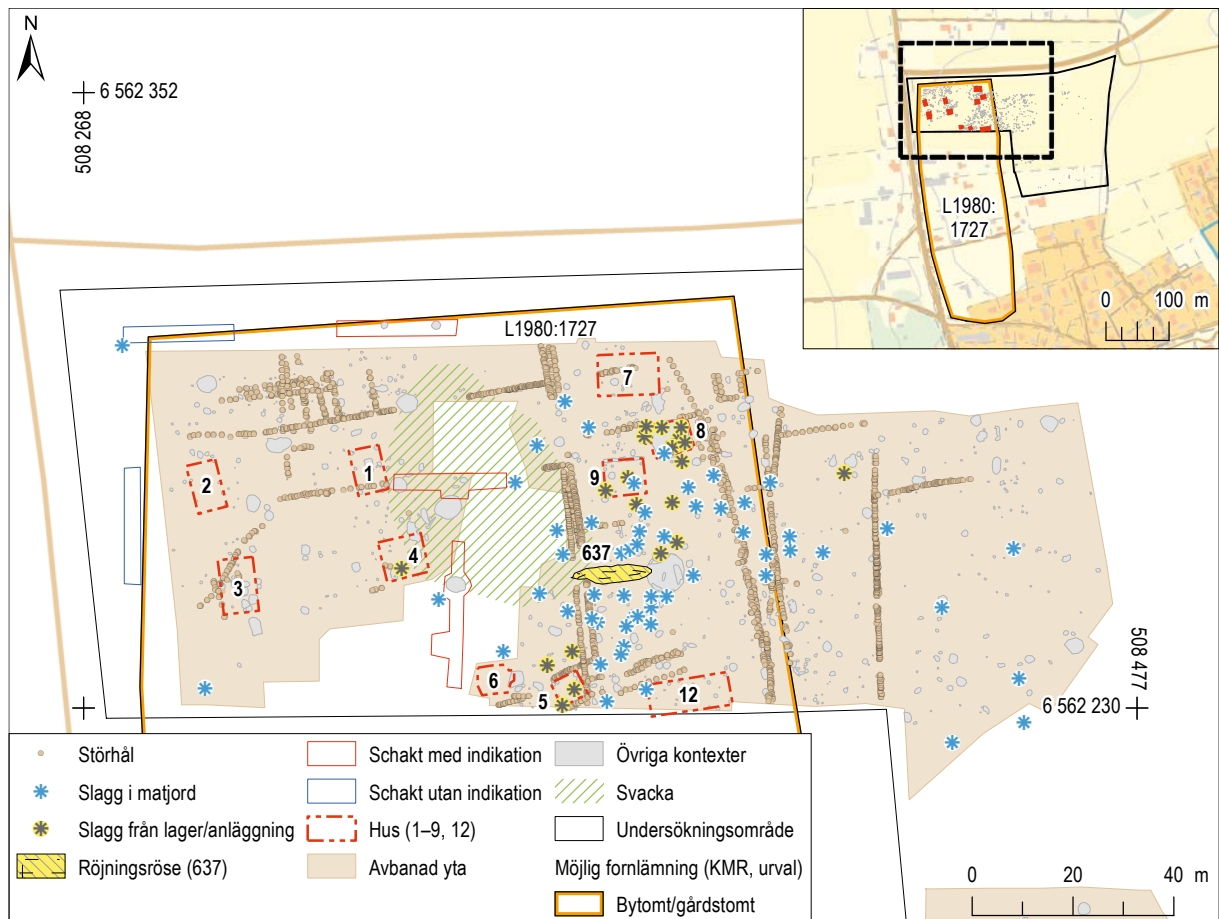 N
6 562 352
508 268
L1980:
1727
0 100 m
L1980:1727
7
8
1
9
2
4
637
3
6
5
12
508 477
6 562 230
Störhål
Slagg i matjord
Slagg från lager/anläggning
Röjningsröse (637)
Schakt med indikation
Schakt utan indikation
Hus (1–9, 12)
Avbanad yta
Övriga kontexter
Svacka
Undersökningsområde
Möjlig fornlämning (KMR, urval)
Bytomt/gårdstomt
0 20 40 m